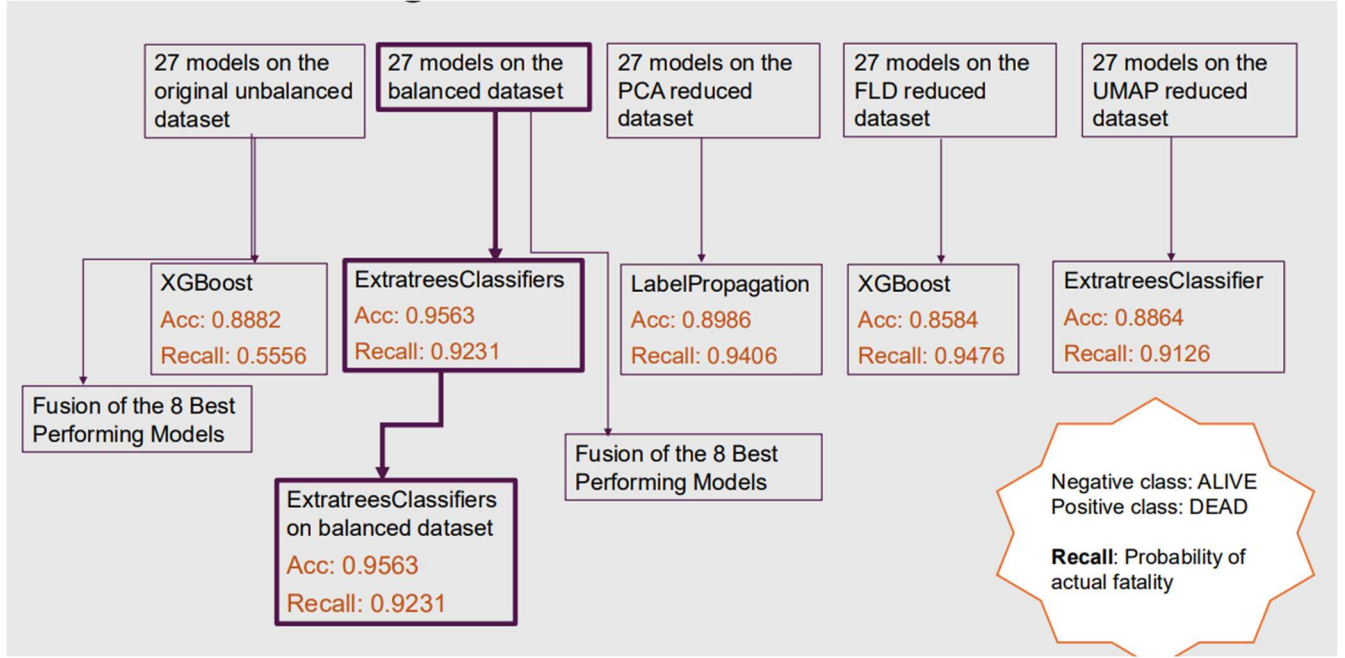 27 models on the
original unbalanced
dataset
27 models on the
balanced dataset
27 models on the
PCA reduced
dataset
27 models on the
FLD reduced
dataset
27 models on the
UMAP reduced
dataset
XGBoost
Acc: 0.8882
Recall: 0.5556
ExtratreesClassifiers
Acc: 0.9563
Recall: 0.9231
LabelPropagation
Acc: 0.8986
Recall: 0.9406
XGBoost
Acc: 0.8584
Recall: 0.9476
ExtratreesClassifier
Acc: 0.8864
Recall: 0.9126
Fusion of the 8 Best
Performing Models
Fusion of the 8 Best
Performing Models
ExtratreesClassifiers
on balanced dataset
Acc: 0.9563
Recall: 0.9231
Negative class: ALIVE
Positive class: DEAD
Recall: Probability of
actual fatality